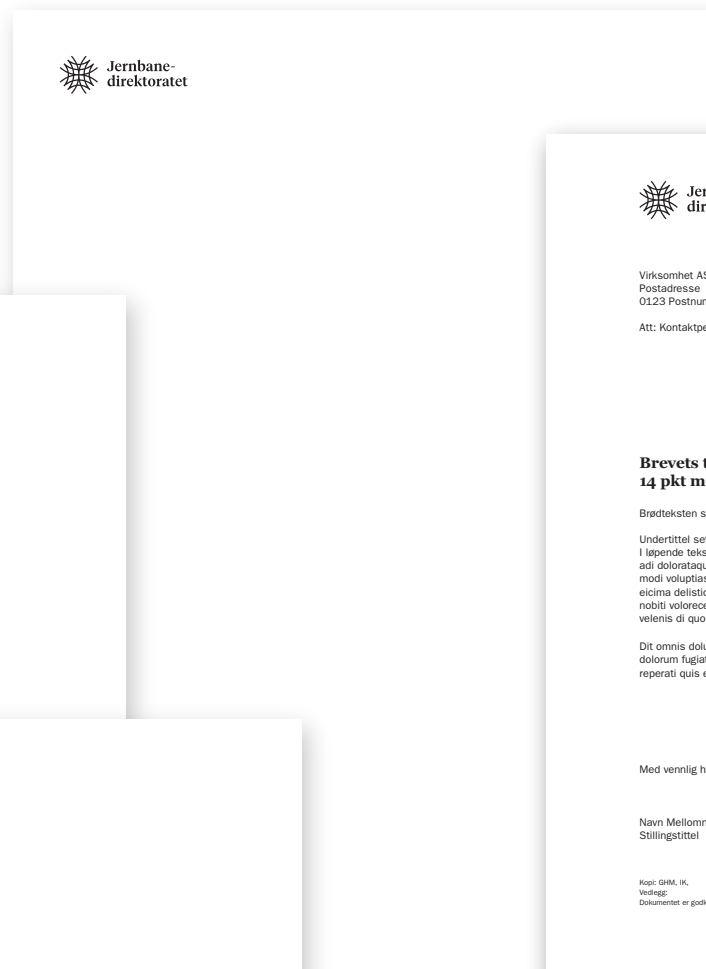 Jernbane-
direktoratet
Jer
dir
Virksomhet AS
Postadresse
0123 Postnum
Att: Kontaktpe
Brevets t
14 pkt m
Brødteksten s
Undertittel set
I løpende teks
adi dolorataqu
modi voluptias
eicima delistic
nobiti volorece
velenis di quo
Dit omnis dolu
dolorum fugiat
reperati quis e
Med vennlig h
Navn Mellomn
Stillingstittel
Kopi: GHM, IK,
Vedlegg:
Dokumentet er godk